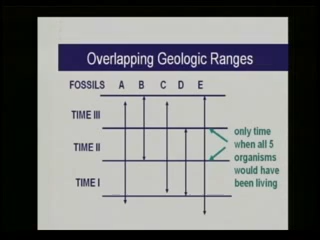 Overlapping Geologic Ranges
FOSSILS A B C D E
TIME III
TIME II
TIME I
only time
when all 5
organisms
would have
been living